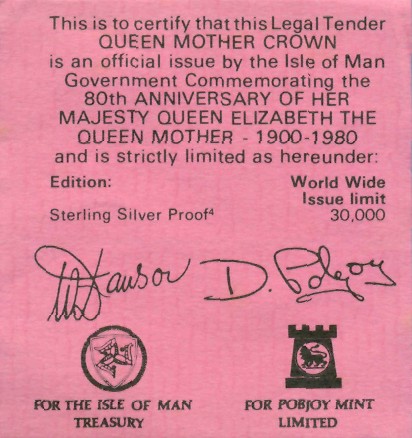 This is to certify that this Legal Tender
QUEEN MOTHER CROWN
is an official issue by the Isle of Man
Government Commemorating the
80th ANNIVERSARY OF HER
MAJESTY QUEEN ELIZABETH THE
QUEEN MOTHER - 1900-1980
and is strictly limited as hereunder:
Edition: World Wide
Issue limit
Sterling Silver Proof⁴ 30,000
D. Pobjoy
FOR THE ISLE OF MAN
TREASURY
FOR POBJOY MINT
LIMITED